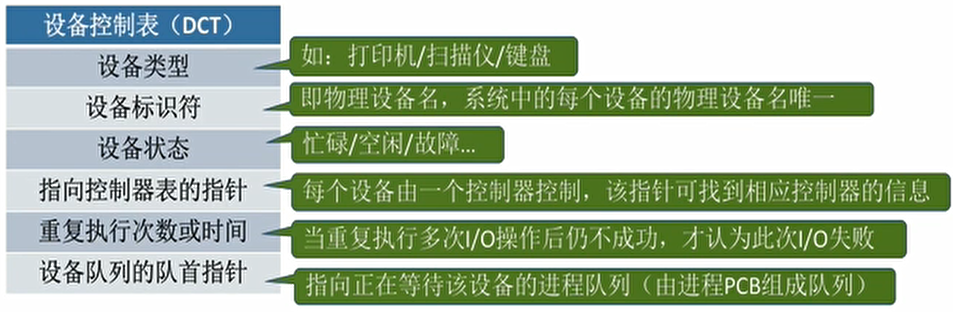 设备控制表（DCT）
设备类型
如：打印机/扫描仪/键盘
设备标识符
即物理设备名，系统中的每个设备的物理设备名唯一
设备状态
忙碌/空闲/故障...
指向控制器表的指针
每个设备由一个控制器控制，该指针可找到相应控制器的信息
重复执行次数或时间
当重复执行多次I/O操作后仍不成功，才认为此次I/O失败
设备队列的队首指针
指向正在等待该设备的进程队列（由进程PCB组成队列）